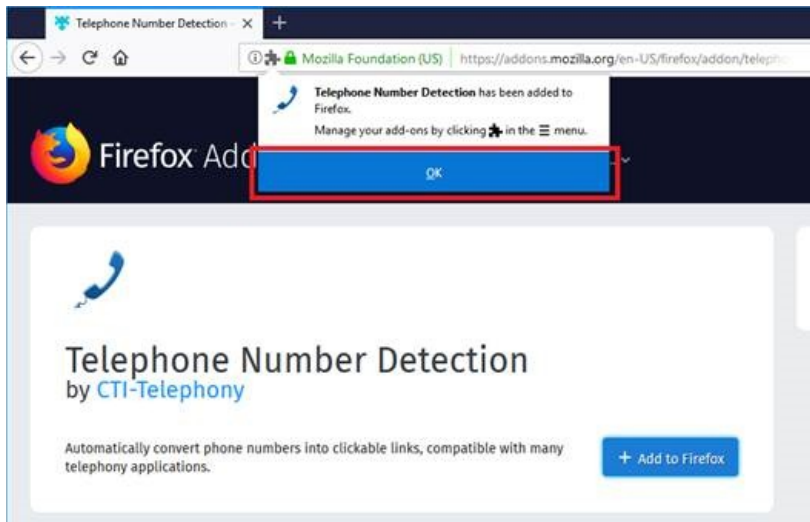 Telephone Number Detection -
Mozilla Foundation (US) https://addons.mozilla.org/en-US/firefox/addon/teleph
Telephone Number Detection has been added to
Firefox.
Manage your add-ons by clicking in the menu.
Firefox Add
OK
Telephone Number Detection
by CTI-Telephony
Automatically convert phone numbers into clickable links, compatible with many
telephony applications.
+ Add to Firefox